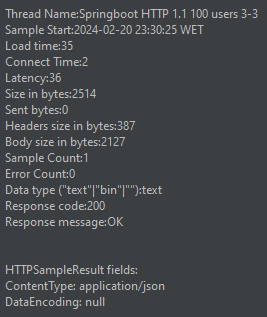 Thread Name:Springboot HTTP 1.1 100 users 3-3
Sample Start:2024-02-20 23:30:25 WET
Load time:35
Connect Time:2
Latency:36
Size in bytes:2514
Sent bytes:0
Headers size in bytes:387
Body size in bytes:2127
Sample Count:1
Error Count:0
Data type ("text"|"bin"|""):text
Response code:200
Response message:OK
HTTPSampleResult fields:
ContentType: application/json
DataEncoding: null